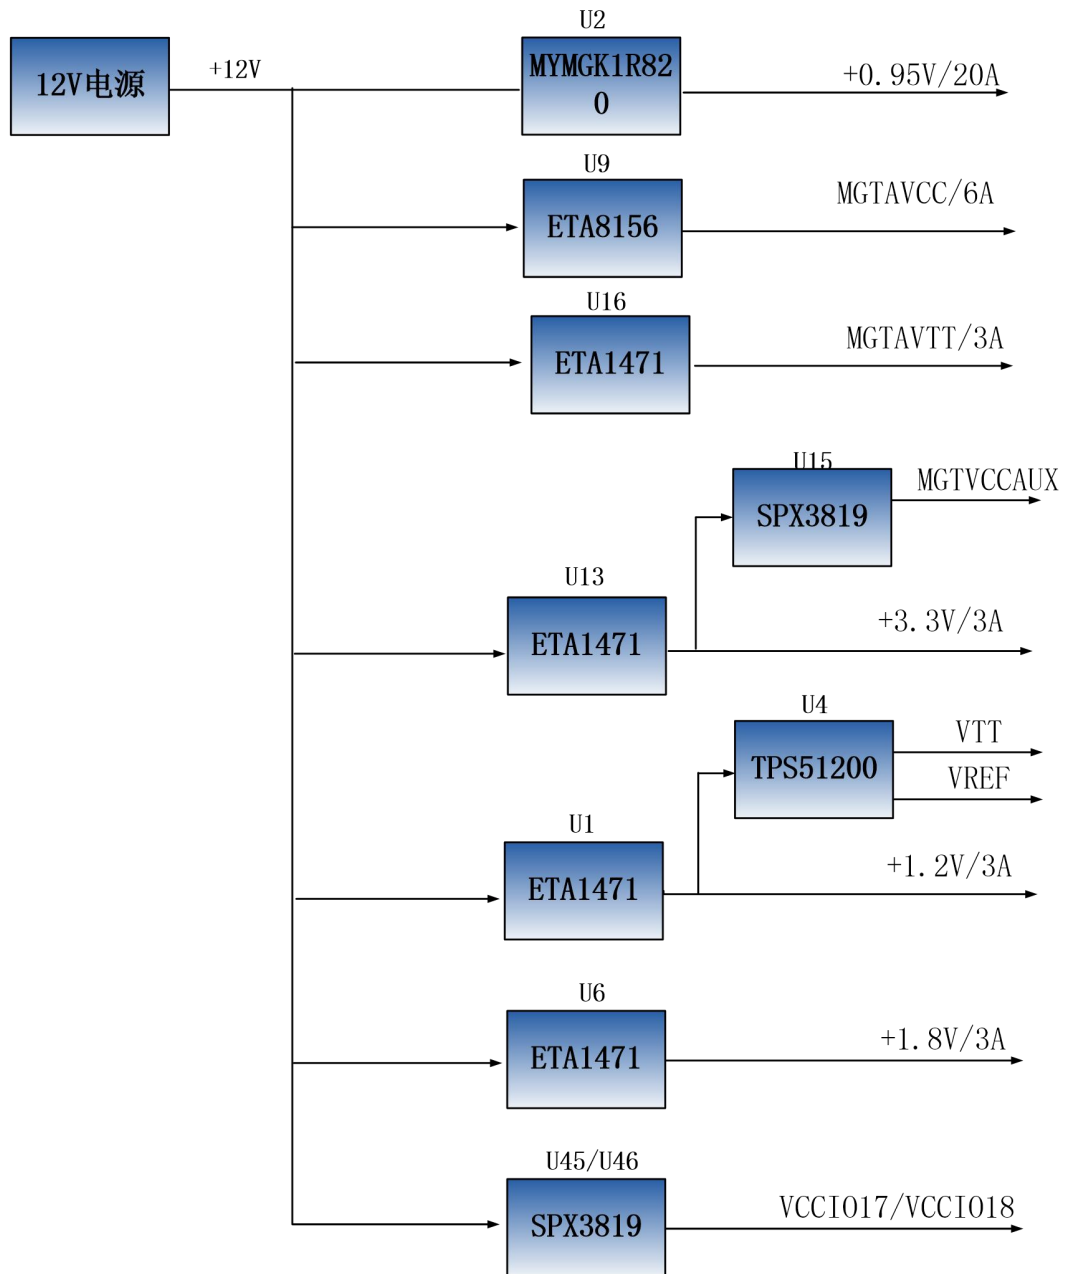 U2
12V电源
+12V
MYMGK1R82
0
+0.95V/20A
U9
ETA8156
MGTAVCC/6A
U16
ETA1471
MGTAVTT/3A
U15
SPX3819
MGTVCCAUX
U13
ETA1471
+3.3V/3A
U4
TPS51200
VTT
VREF
U1
ETA1471
+1.2V/3A
U6
ETA1471
+1.8V/3A
U45/U46
SPX3819
VCCIO17/VCCIO18